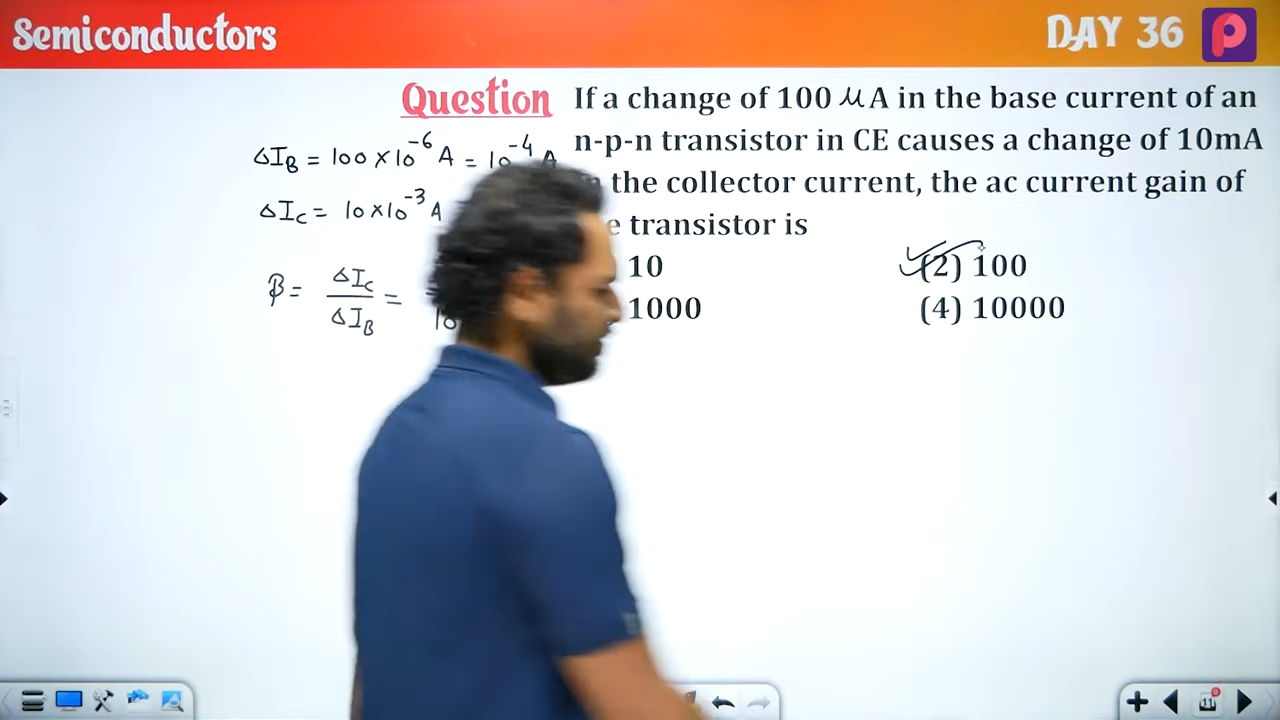 Semiconductors
DAY 36
Question If a change of 100 μA in the base current of an
n-p-n transistor in CE causes a change of 10mA
the collector current, the ac current gain of
transistor is
10
(2) 100
1000
(4) 10000
ΔI_B = 100 × 10⁻⁶ A = 10⁻⁴ A
ΔI_C = 10 × 10⁻³ A
β = ΔI_C / ΔI_B =
11